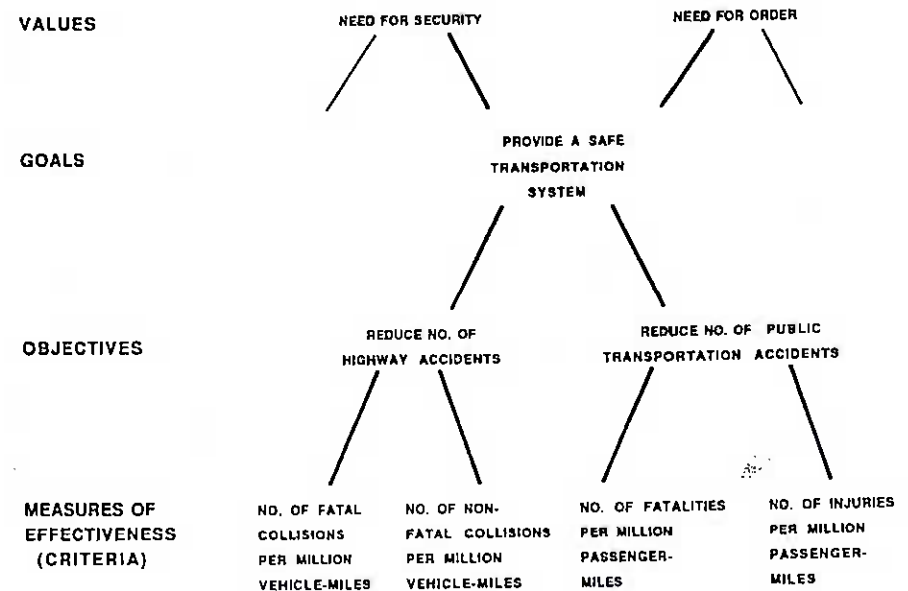 VALUES
NEED FOR SECURITY
NEED FOR ORDER
GOALS
PROVIDE A SAFE
TRANSPORTATION
SYSTEM
OBJECTIVES
REDUCE NO. OF
HIGHWAY ACCIDENTS
REDUCE NO. OF PUBLIC
TRANSPORTATION ACCIDENTS
MEASURES OF
EFFECTIVENESS
(CRITERIA)
NO. OF FATAL
COLLISIONS
PER MILLION
VEHICLE-MILES
NO. OF NON-
FATAL COLLISIONS
PER MILLION
VEHICLE-MILES
NO. OF FATALITIES
PER MILLION
PASSENGER-
MILES
NO. OF INJURIES
PER MILLION
PASSENGER-
MILES